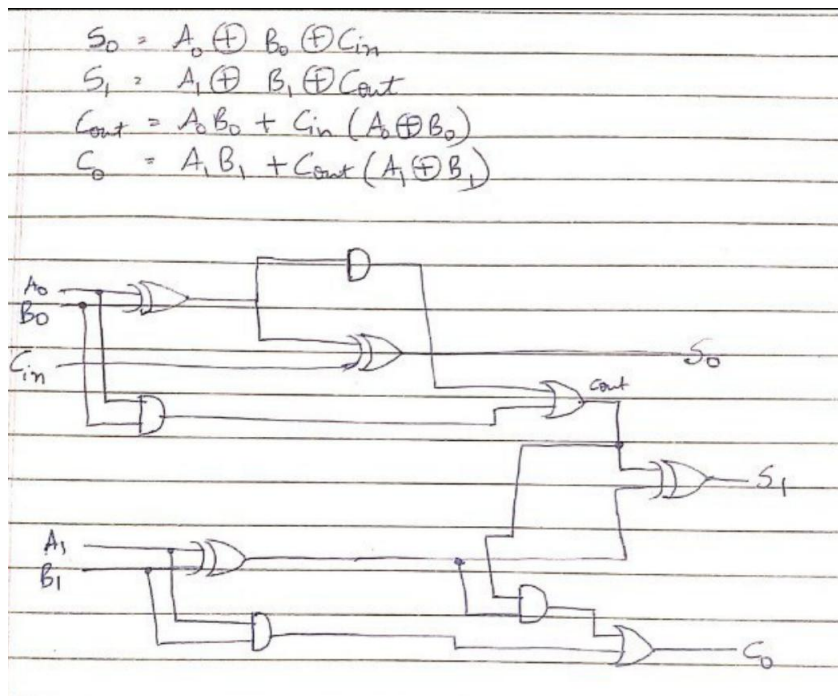 S₀ = A₀ ⊕ B₀ ⊕ Cin
S₁ = A₁ ⊕ B₁ ⊕ Cout
Cout = A₀B₀ + Cin (A₀⊕B₀)
C₀ = A₁B₁ + Cout (A₁⊕B₁)
A₀
B₀
S₀
Cin
Cout
S₁
A₁
B₁
C₀